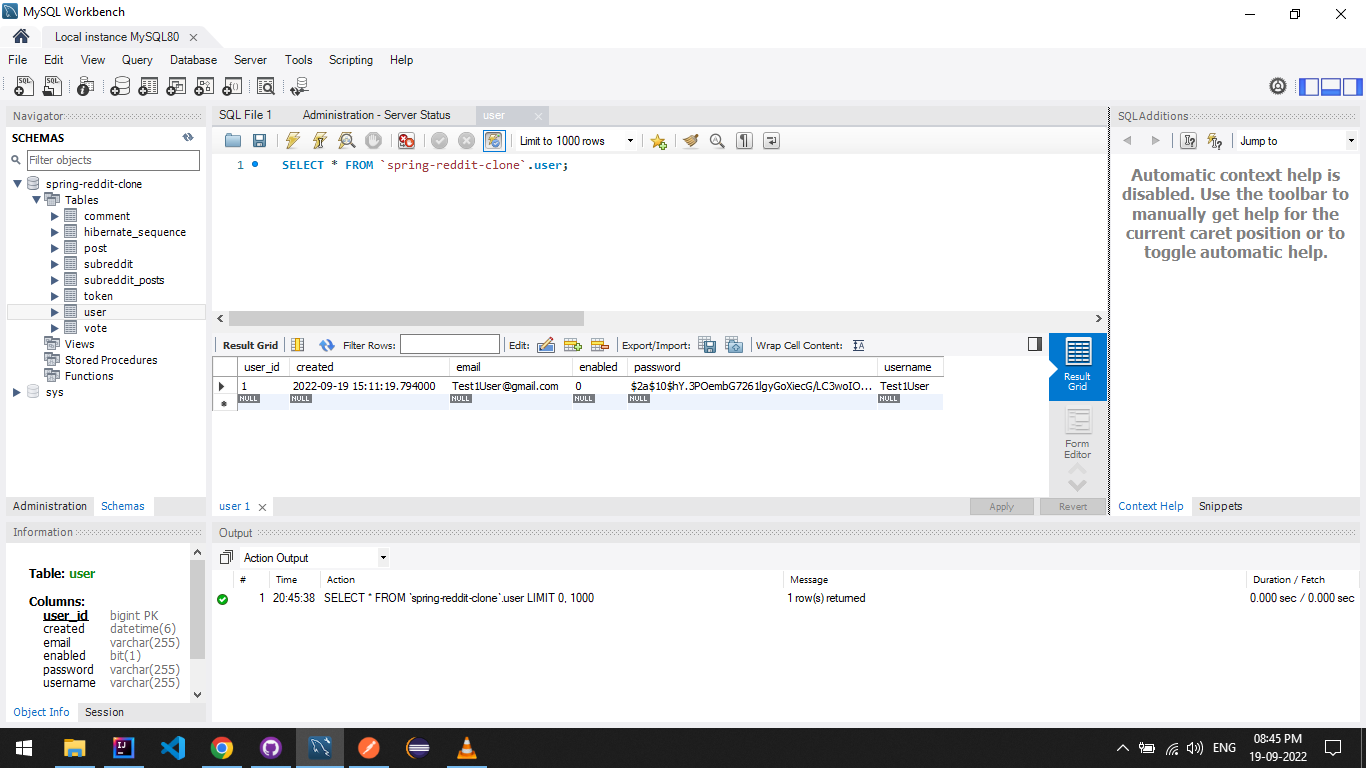 MySQL Workbench
Local instance MySQL80
File Edit View Query Database Server Tools Scripting Help
Navigator
SCHEMAS
Filter objects
spring-reddit-clone
Tables
comment
hibernate_sequence
post
subreddit
subreddit_posts
token
user
vote
Views
Stored Procedures
Functions
sys
Administration Schemas
Information
Table: user
Columns:
user_id bigint PK
created datetime(6)
email varchar(255)
enabled bit(1)
password varchar(255)
username varchar(255)
Object Info Session
SQL File 1 Administration - Server Status user
Limit to 1000 rows
1 SELECT * FROM `spring-reddit-clone`.user;
Result Grid Filter Rows: Edit: Export/Import: Wrap Cell Content:
user_id created email enabled password username
1 2022-09-19 15:11:19.794000 Test1User@gmail.com 0 $2a$10$hY.3POembG7261lgyGoXiecG/LC3woIO... Test1User
NULL NULL NULL NULL NULL NULL
Result
Grid
Form
Editor
user 1 Apply Revert
SQLAdditions
Jump to
Automatic context help is
disabled. Use the toolbar to
manually get help for the
current caret position or to
toggle automatic help.
Context Help Snippets
Output
Action Output
# Time Action Message Duration / Fetch
1 20:45:38 SELECT * FROM `spring-reddit-clone`.user LIMIT 0, 1000 1 row(s) returned 0.000 sec / 0.000 sec
ENG
08:45 PM
19-09-2022